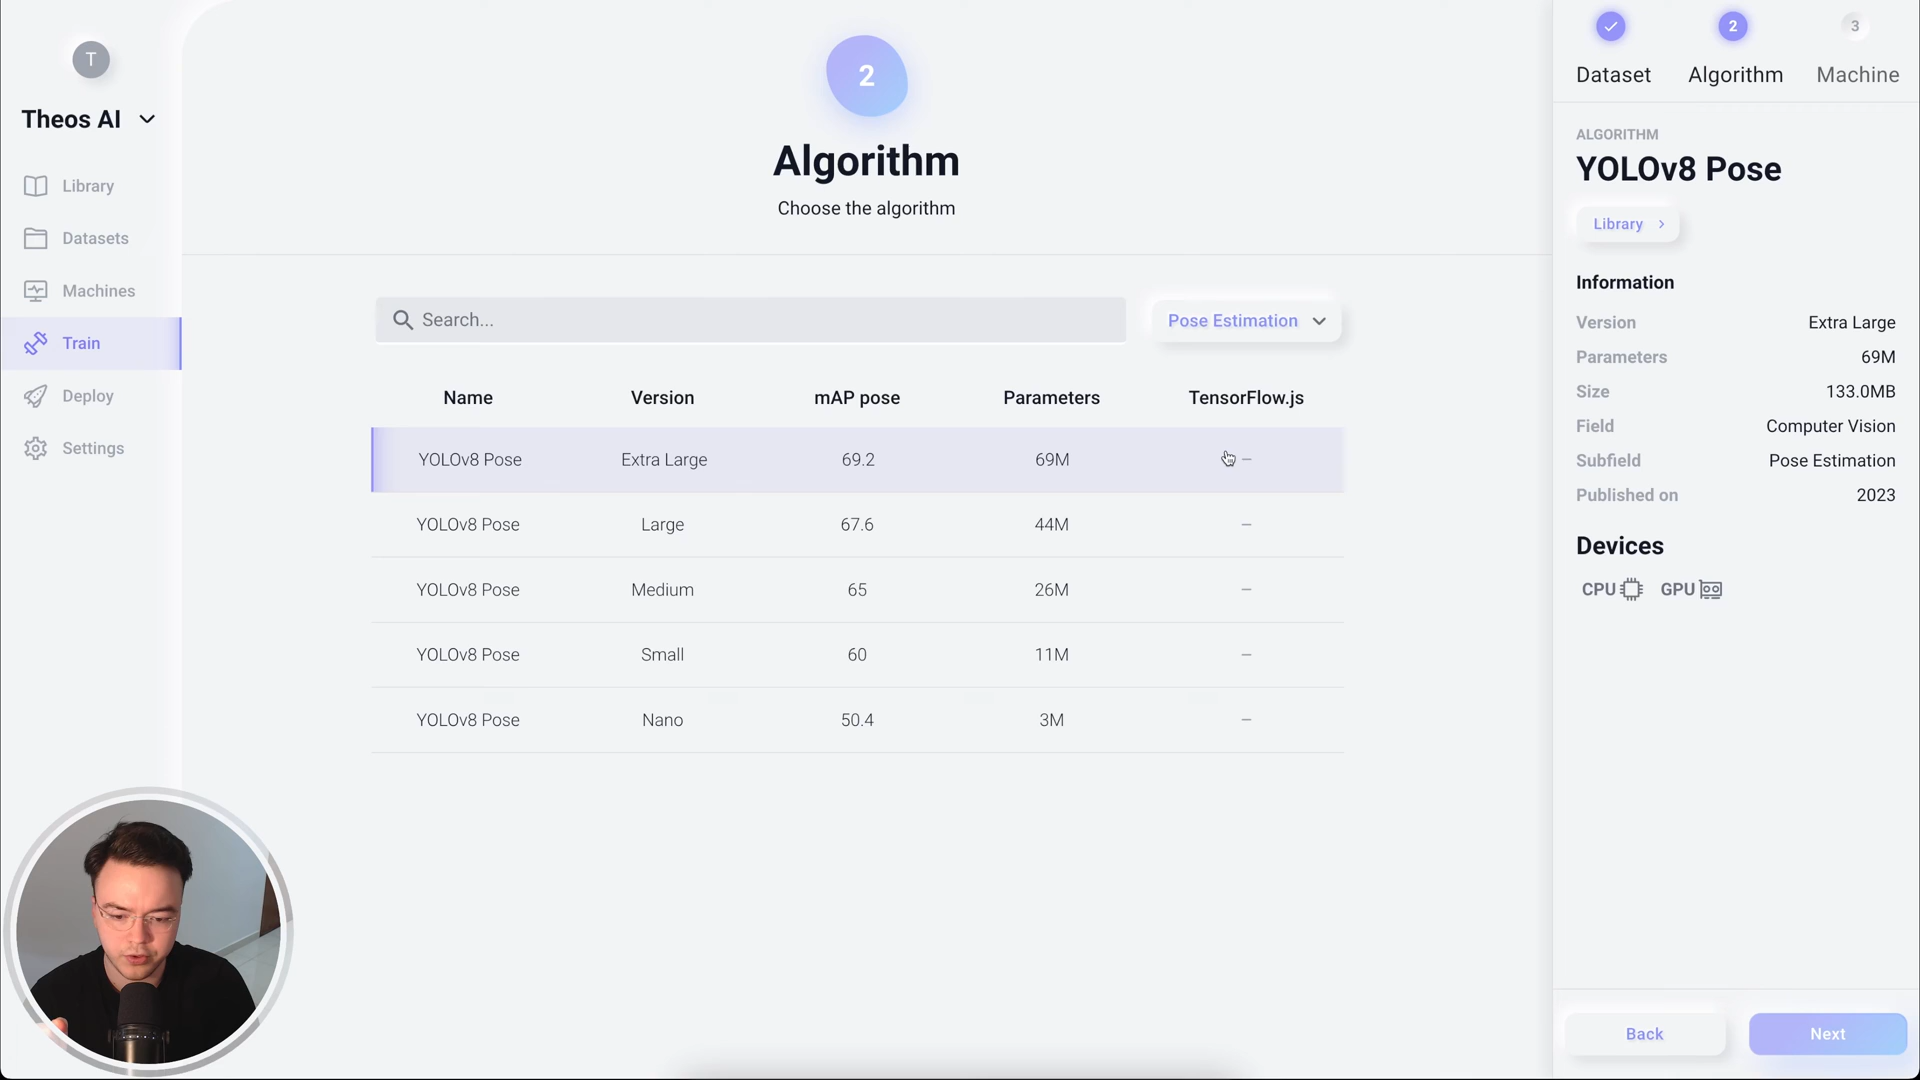 T
Theos AI
Library
Datasets
Machines
Train
Deploy
Settings
2
Algorithm
Choose the algorithm
Search...
Pose Estimation
Name Version mAP pose Parameters TensorFlow.js
YOLOv8 Pose Extra Large 69.2 69M –
YOLOv8 Pose Large 67.6 44M –
YOLOv8 Pose Medium 65 26M –
YOLOv8 Pose Small 60 11M –
YOLOv8 Pose Nano 50.4 3M –
2 3
Dataset Algorithm Machine
ALGORITHM
YOLOv8 Pose
Library
Information
Version Extra Large
Parameters 69M
Size 133.0MB
Field Computer Vision
Subfield Pose Estimation
Published on 2023
Devices
CPU GPU
Back Next